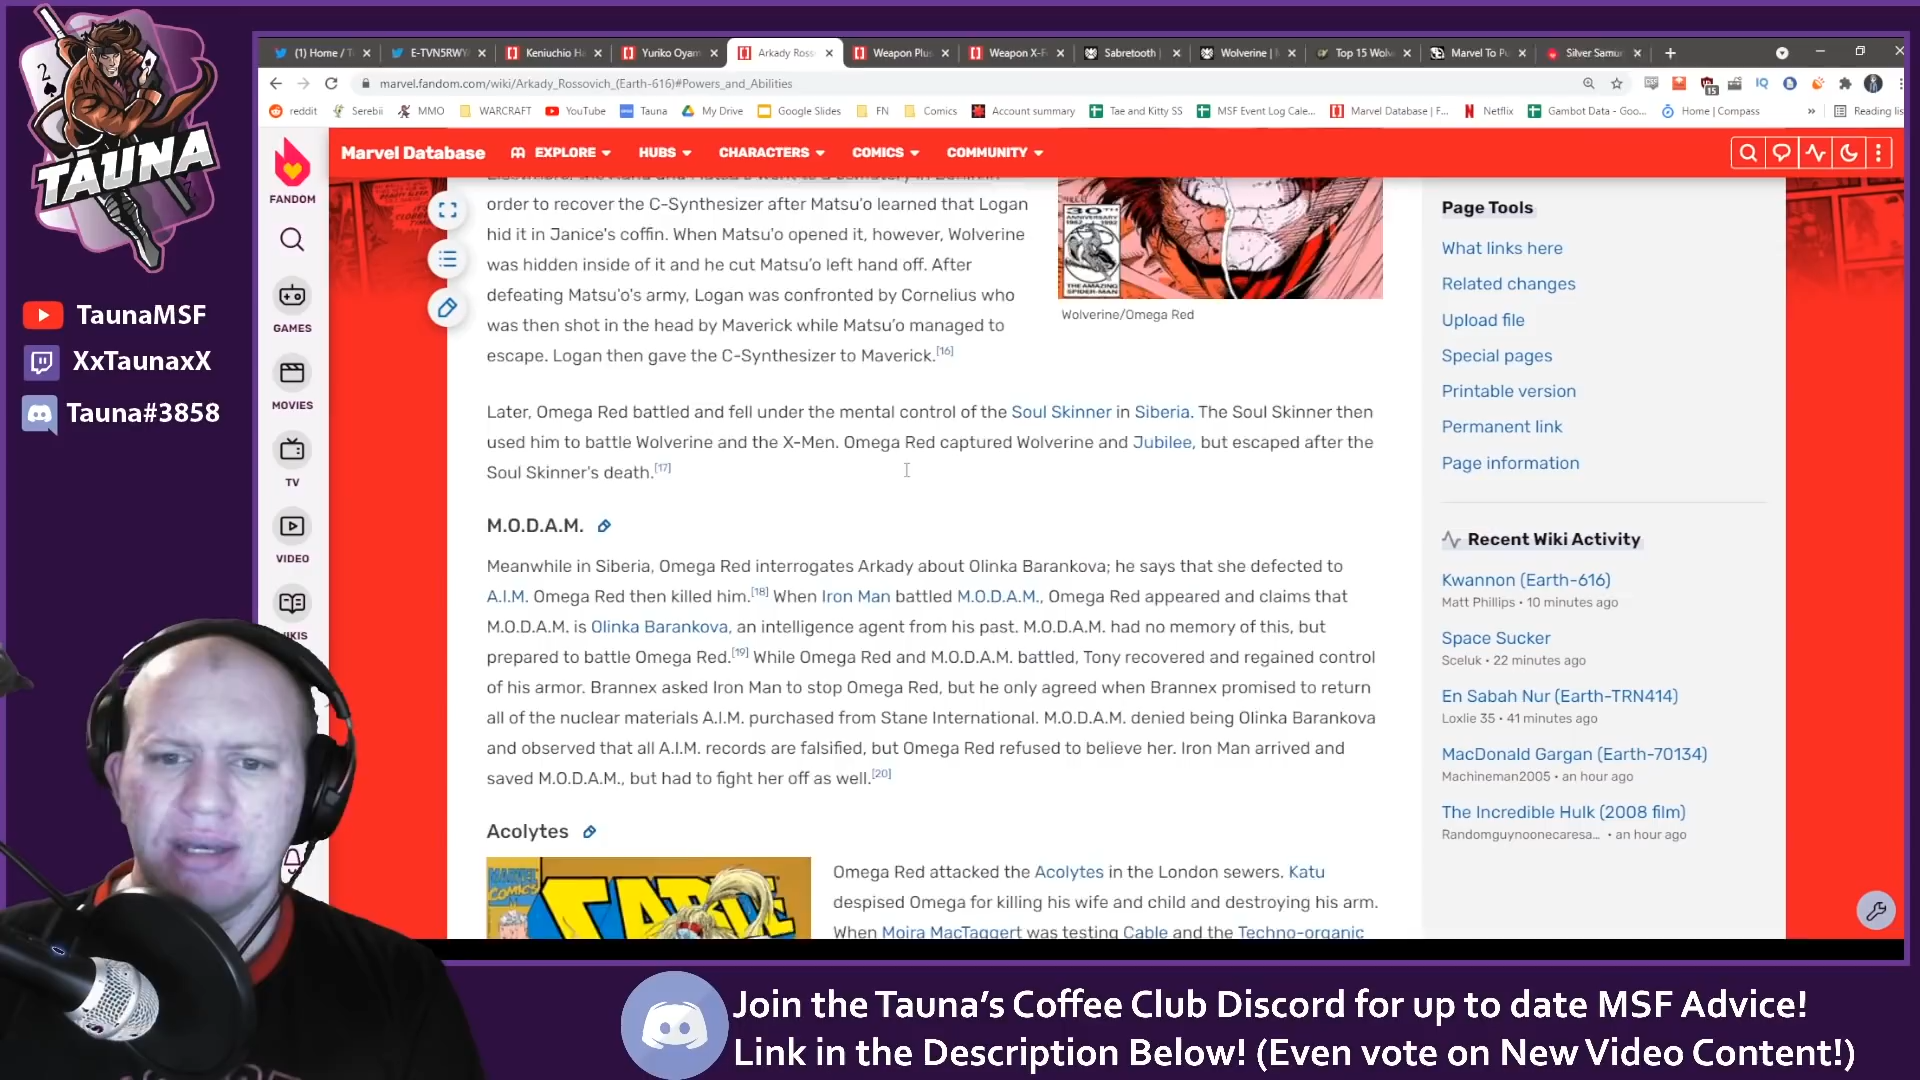 (1) Home / T
E-TVN5RWY
Keniuchio Ha
Yuriko Oyam
Arkady Ross
Weapon Plus
Weapon X-F
Sabretooth |
Wolverine | M
Top 15 Wolv
Marvel To Pu
Silver Samur
marvel.fandom.com/wiki/Arkady_Rossovich_(Earth-616)#Powers_and_Abilities
15
IQ
reddit
Serebii
MMO
WARCRAFT
YouTube
Tauna
My Drive
Google Slides
FN
Comics
Account summary
Tae and Kitty SS
MSF Event Log Cale...
Marvel Database | F...
Netflix
Gambot Data - Goo...
Home | Compass
»
Reading list
2
TAUNA
TaunaMSF
XxTaunaxX
Tauna#3858
FANDOM
GAMES
MOVIES
TV
VIDEO
Marvel Database
EXPLORE
HUBS
CHARACTERS
COMICS
COMMUNITY
order to recover the C-Synthesizer after Matsu'o learned that Logan
hid it in Janice's coffin. When Matsu'o opened it, however, Wolverine
was hidden inside of it and he cut Matsu'o left hand off. After
defeating Matsu'o's army, Logan was confronted by Cornelius who
was then shot in the head by Maverick while Matsu'o managed to
escape. Logan then gave the C-Synthesizer to Maverick.[16]
30TH
ANNIVERSARY
THE AMAZING
SPIDER-MAN
Wolverine/Omega Red
Later, Omega Red battled and fell under the mental control of the Soul Skinner in Siberia. The Soul Skinner then
used him to battle Wolverine and the X-Men. Omega Red captured Wolverine and Jubilee, but escaped after the
Soul Skinner's death.[17]
M.O.D.A.M.
Meanwhile in Siberia, Omega Red interrogates Arkady about Olinka Barankova; he says that she defected to
A.I.M. Omega Red then killed him.[18] When Iron Man battled M.O.D.A.M., Omega Red appeared and claims that
M.O.D.A.M. is Olinka Barankova, an intelligence agent from his past. M.O.D.A.M. had no memory of this, but
prepared to battle Omega Red.[19] While Omega Red and M.O.D.A.M. battled, Tony recovered and regained control
of his armor. Brannex asked Iron Man to stop Omega Red, but he only agreed when Brannex promised to return
all of the nuclear materials A.I.M. purchased from Stane International. M.O.D.A.M. denied being Olinka Barankova
and observed that all A.I.M. records are falsified, but Omega Red refused to believe her. Iron Man arrived and
saved M.O.D.A.M., but had to fight her off as well.[20]
Acolytes
MARVEL
COMICS
CABLE
Omega Red attacked the Acolytes in the London sewers. Katu
despised Omega for killing his wife and child and destroying his arm.
When Moira MacTaggert was testing Cable and the Techno-organic
Page Tools
What links here
Related changes
Upload file
Special pages
Printable version
Permanent link
Page information
Recent Wiki Activity
Kwannon (Earth-616)
Matt Phillips • 10 minutes ago
Space Sucker
Sceluk • 22 minutes ago
En Sabah Nur (Earth-TRN414)
Loxlie 35 • 41 minutes ago
MacDonald Gargan (Earth-70134)
Machineman2005 • an hour ago
The Incredible Hulk (2008 film)
Randomguynoonecaresa... • an hour ago
Join the Tauna's Coffee Club Discord for up to date MSF Advice!
Link in the Description Below! (Even vote on New Video Content!)